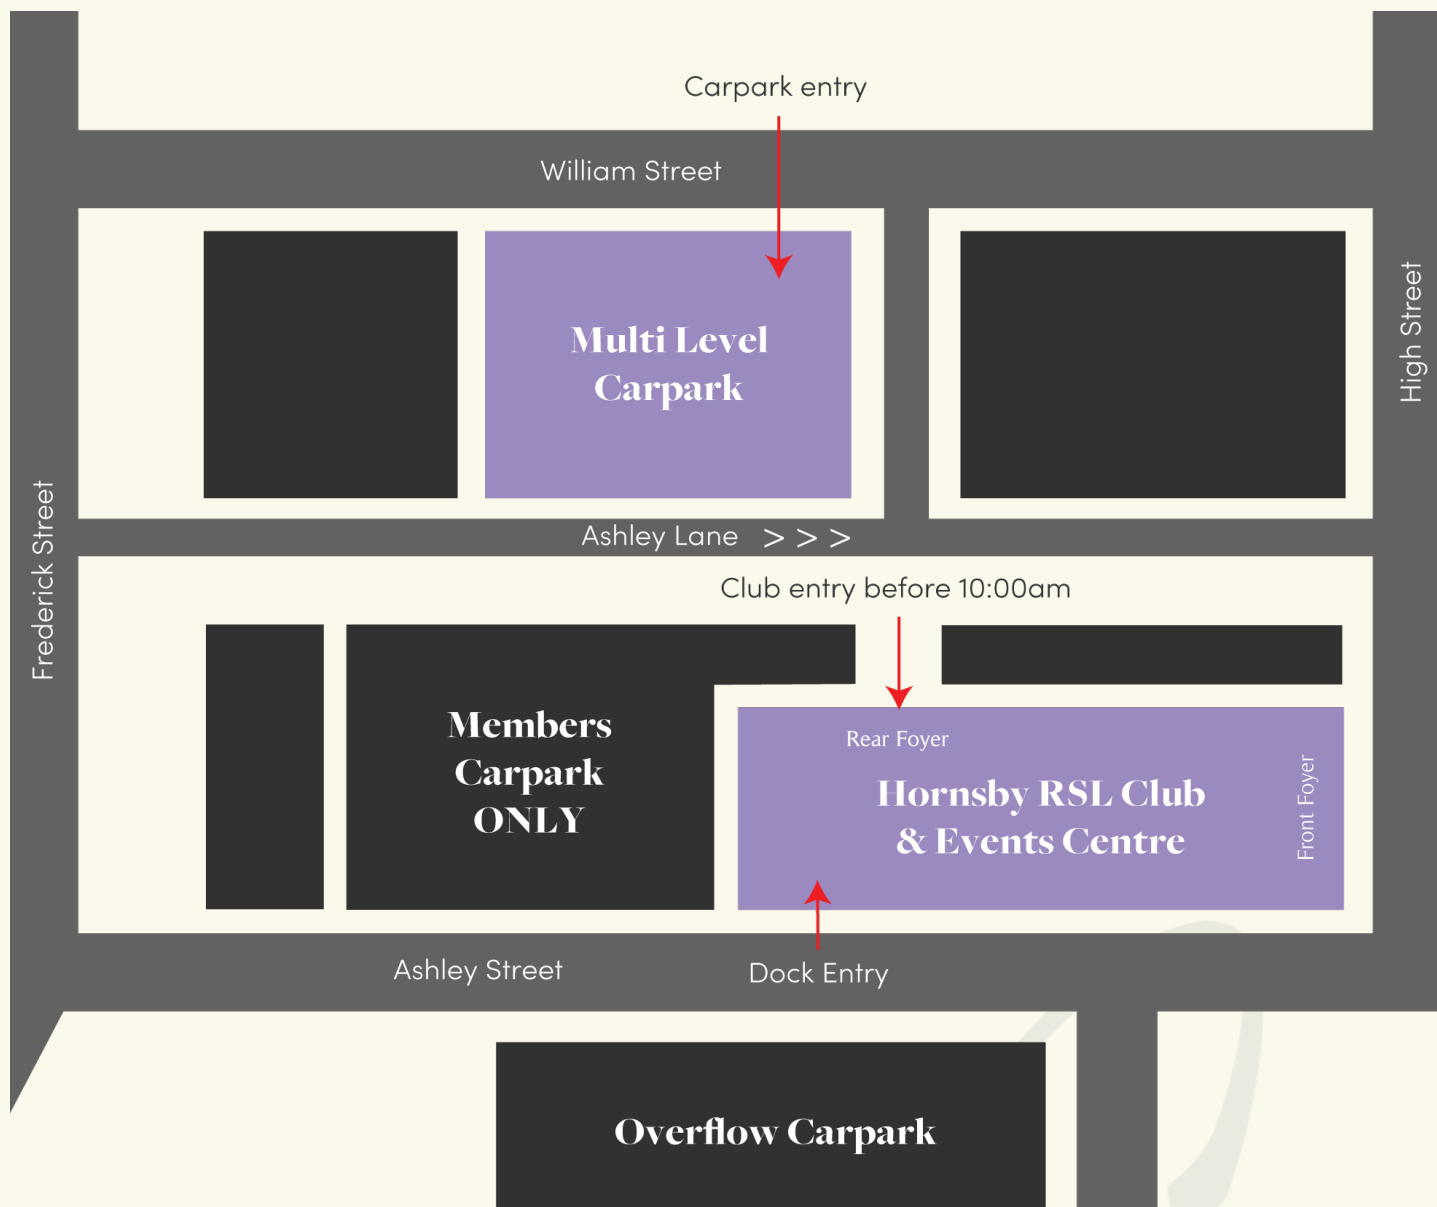 Carpark entry
William Street
High Street
Multi Level
Carpark
Frederick Street
Ashley Lane > > >
Club entry before 10:00am
Members
Carpark
ONLY
Rear Foyer
Hornsby RSL Club
& Events Centre
Front Foyer
Ashley Street
Dock Entry
Overflow Carpark